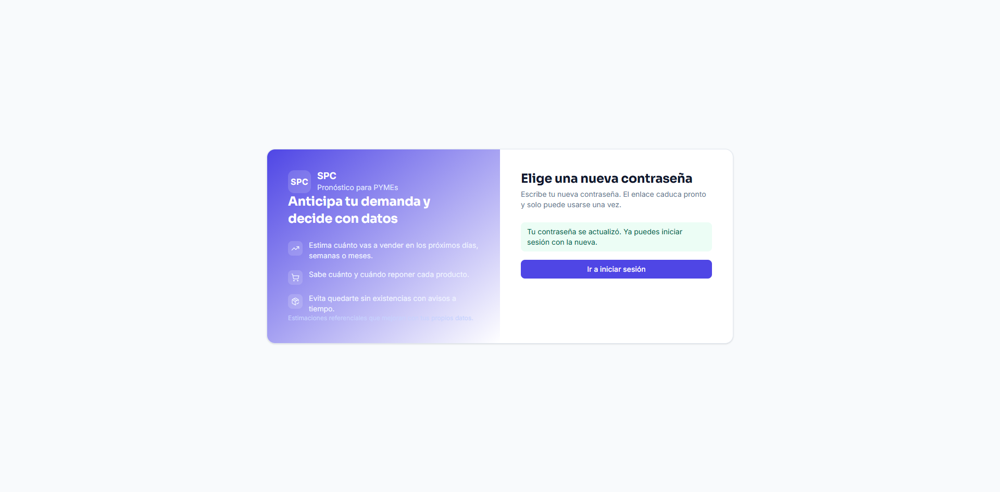 SPC
SPC
Pronóstico para PYMEs
Anticipa tu demanda y
decide con datos
Estima cuánto vas a vender en los próximos días,
semanas o meses.
Sabe cuánto y cuándo reponer cada producto.
Evita quedarte sin existencias con avisos a
tiempo.
Estimaciones referenciales que tus propios datos.
Elige una nueva contraseña
Escribe tu nueva contraseña. El enlace caduca pronto
y solo puede usarse una vez.
Tu contraseña se actualizó. Ya puedes iniciar
sesión con la nueva.
Ir a iniciar sesión